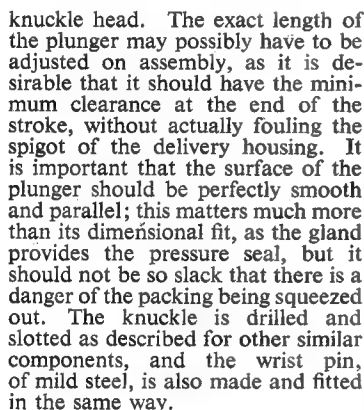 knuckle head. The exact length of
the plunger may possibly have to be
adjusted on assembly, as it is de-
sirable that it should have the mini-
mum clearance at the end of the
stroke, without actually fouling the
spigot of the delivery housing. It
is important that the surface of the
plunger should be perfectly smooth
and parallel; this matters much more
than its dimensional fit, as the gland
provides the pressure seal, but it
should not be so slack that there is a
danger of the packing being squeezed
out. The knuckle is drilled and
slotted as described for other similar
components, and the wrist pin,
of mild steel, is also made and fitted
in the same way.